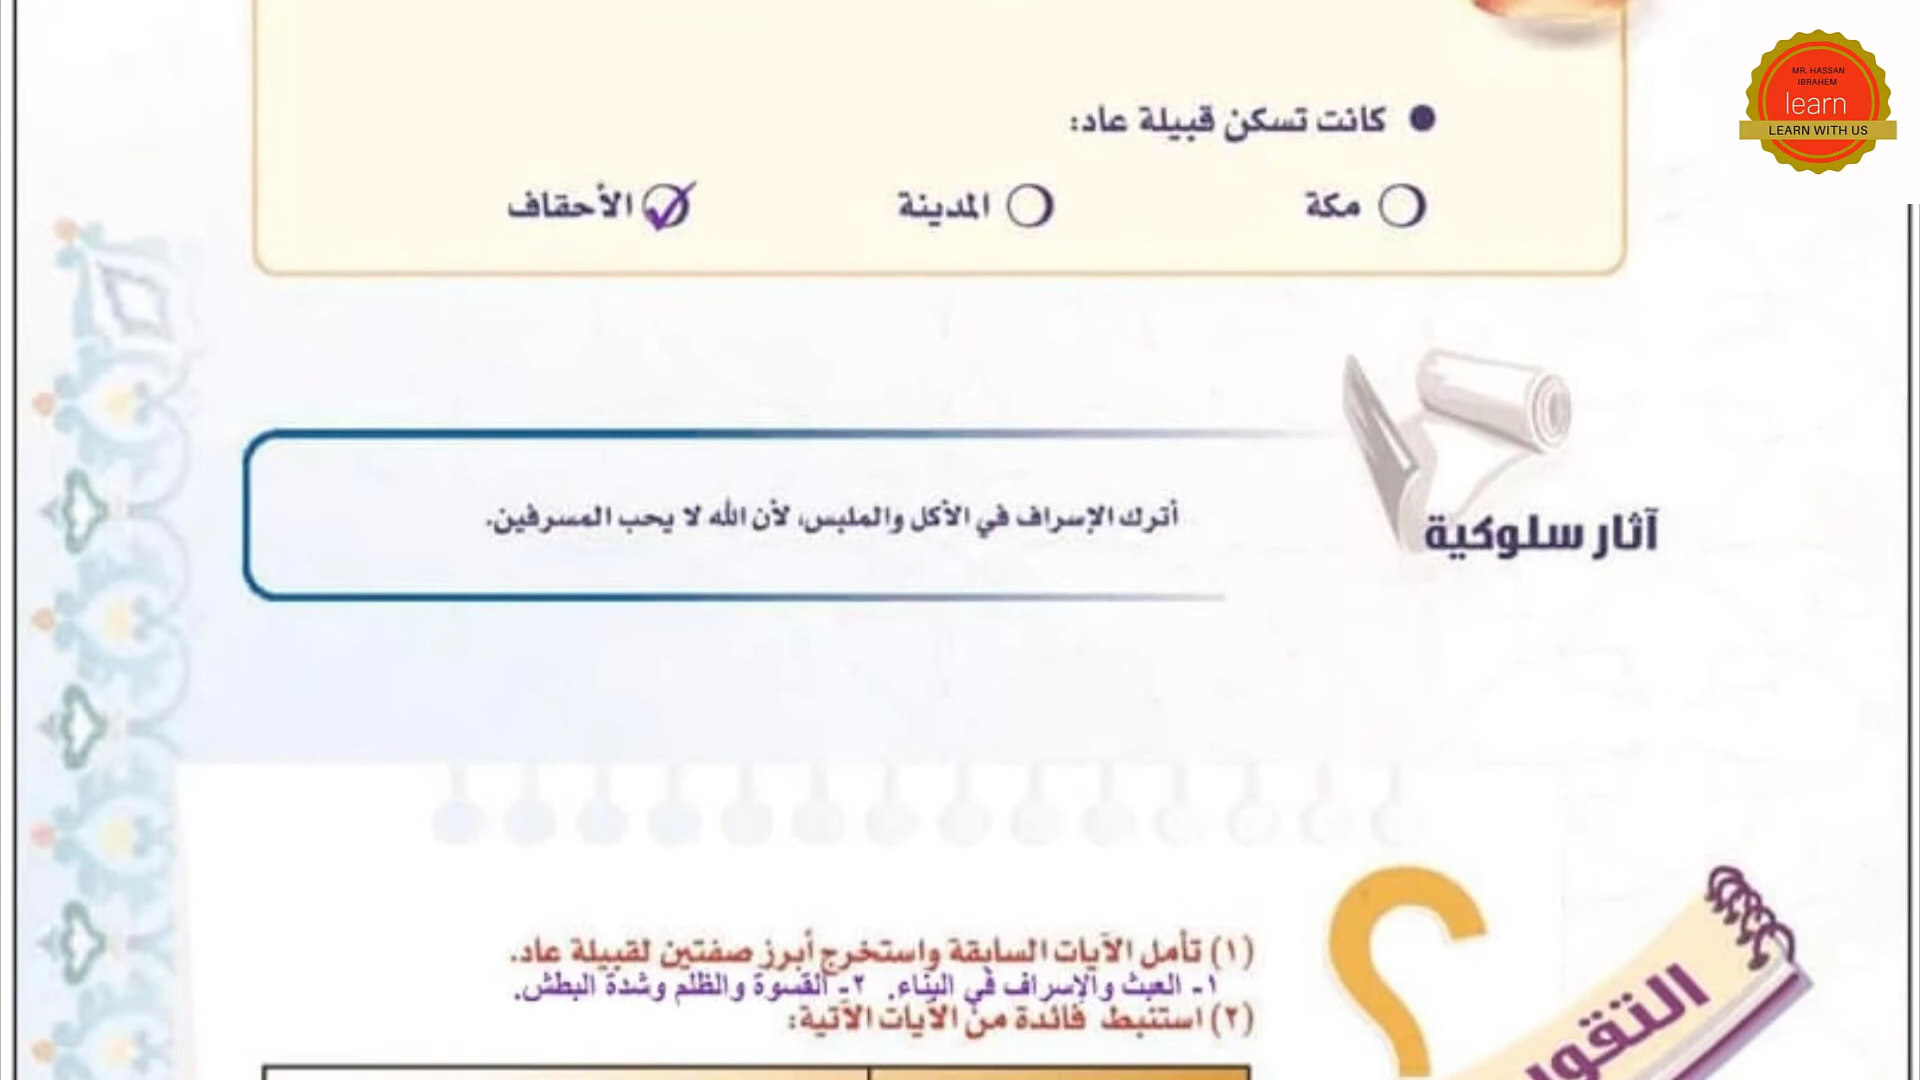 MR. HASSAN
IBRAHEM
learn
LEARN WITH US
كانت تسكن قبيلة عاد:
مكة المدينة الأحقاف
أترك الإسراف في الأكل والملبس، لأن الله لا يحب المسرفين.
آثار سلوكية
(١) تأمل الآيات السابقة واستخرج أبرز صفتين لقبيلة عاد.
١- العبث والإسراف في البناء. ٢- القسوة والظلم وشدة البطش.
(٢) استنبط فائدة من الآيات الآتية: